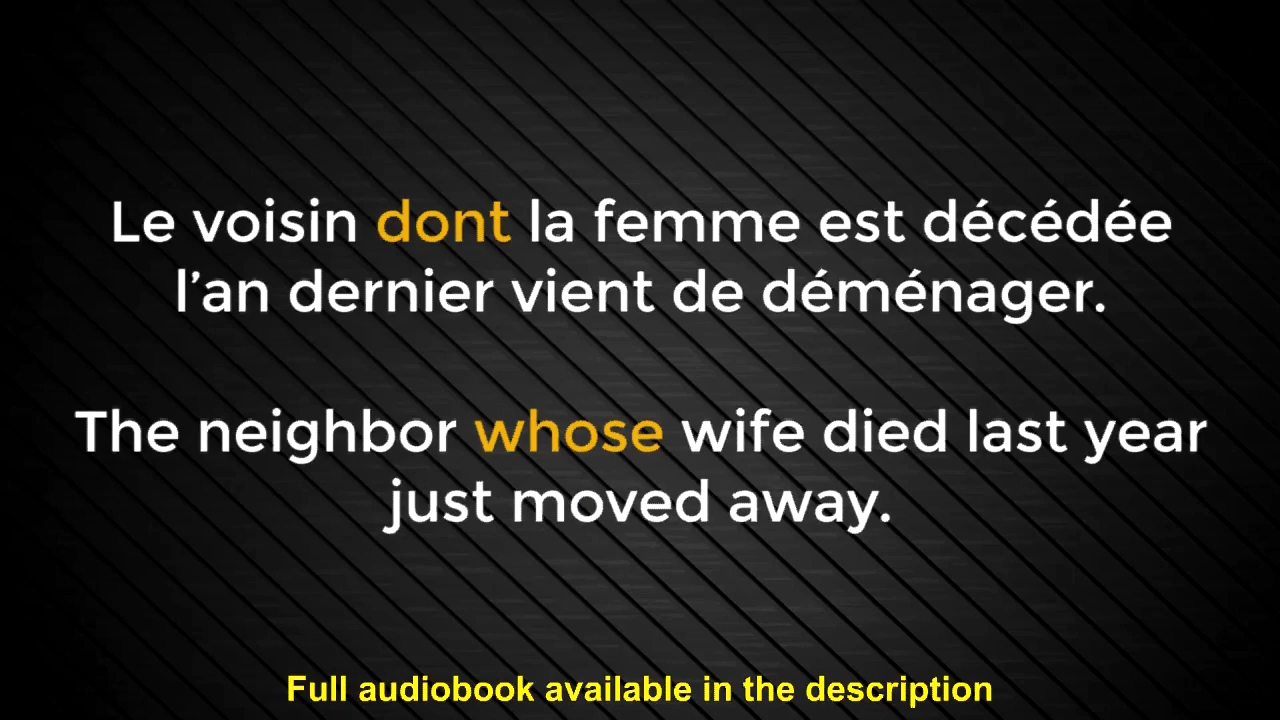 Le voisin dont la femme est décédée
l’an dernier vient de déménager.
The neighbor whose wife died last year
just moved away.
Full audiobook available in the description